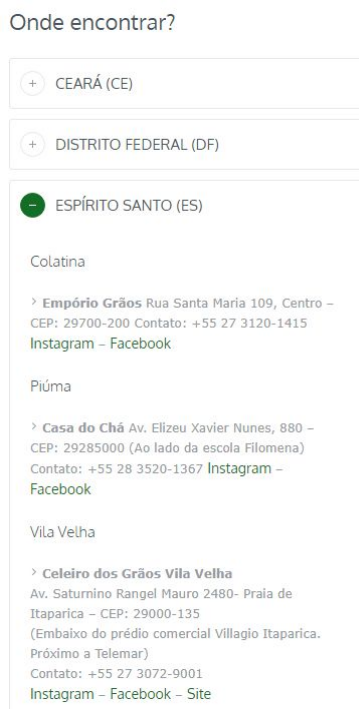 Onde encontrar?
+ CEARÁ (CE)
+ DISTRITO FEDERAL (DF)
− ESPÍRITO SANTO (ES)
Colatina
› Empório Grãos Rua Santa Maria 109, Centro –
CEP: 29700-200 Contato: +55 27 3120-1415
Instagram – Facebook
Piúma
› Casa do Chá Av. Elizeu Xavier Nunes, 880 –
CEP: 29285000 (Ao lado da escola Filomena)
Contato: +55 28 3520-1367 Instagram –
Facebook
Vila Velha
› Celeiro dos Grãos Vila Velha
Av. Saturnino Rangel Mauro 2480- Praia de
Itaparica – CEP: 29000-135
(Embaixo do prédio comercial Villagio Itaparica.
Próximo a Telemar)
Contato: +55 27 3072-9001
Instagram – Facebook – Site